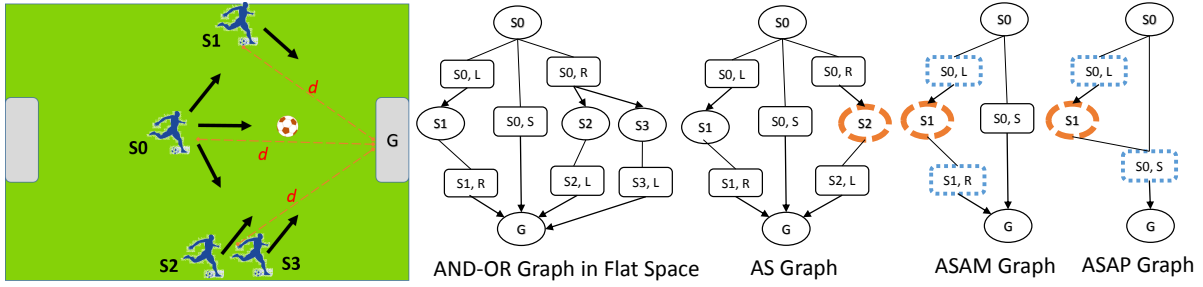 S1
d
S0
d
G
d
S2
S3
S0
S0, L
S0, R
S1
S0, S
S2
S3
S1, R
S2, L
S3, L
G
AND-OR Graph in Flat Space
S0
S0, L
S0, R
S1
S0, S
S2
S1, R
S2, L
G
AS Graph
S0
S0, L
S1
S0, S
S1, R
G
ASAM Graph
S0
S0, L
S1
S0, S
G
ASAP Graph